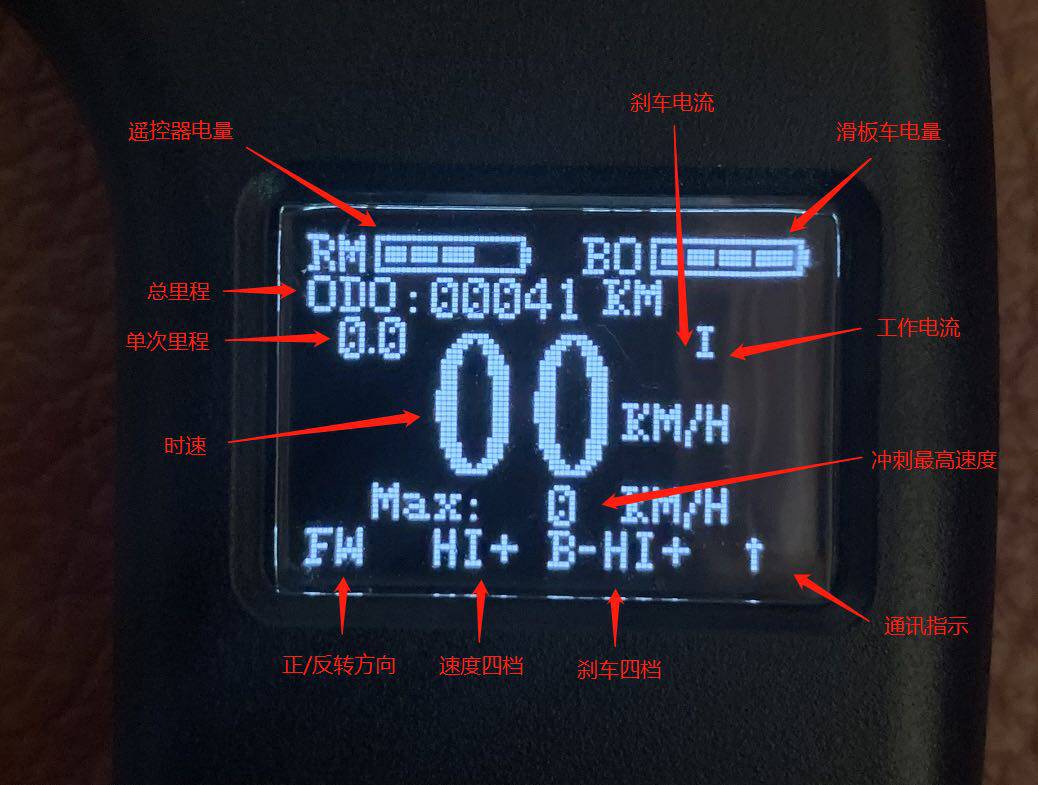 刹车电流
遥控器电量
滑板车电量
RM BO
总里程
ODO:00041 KM
单次里程
0.0
I
工作电流
00 KM/H
时速
冲刺最高速度
Max: 0 KM/H
FW HI+ B-HI+ ↑
通讯指示
正/反转方向
速度四档
刹车四档